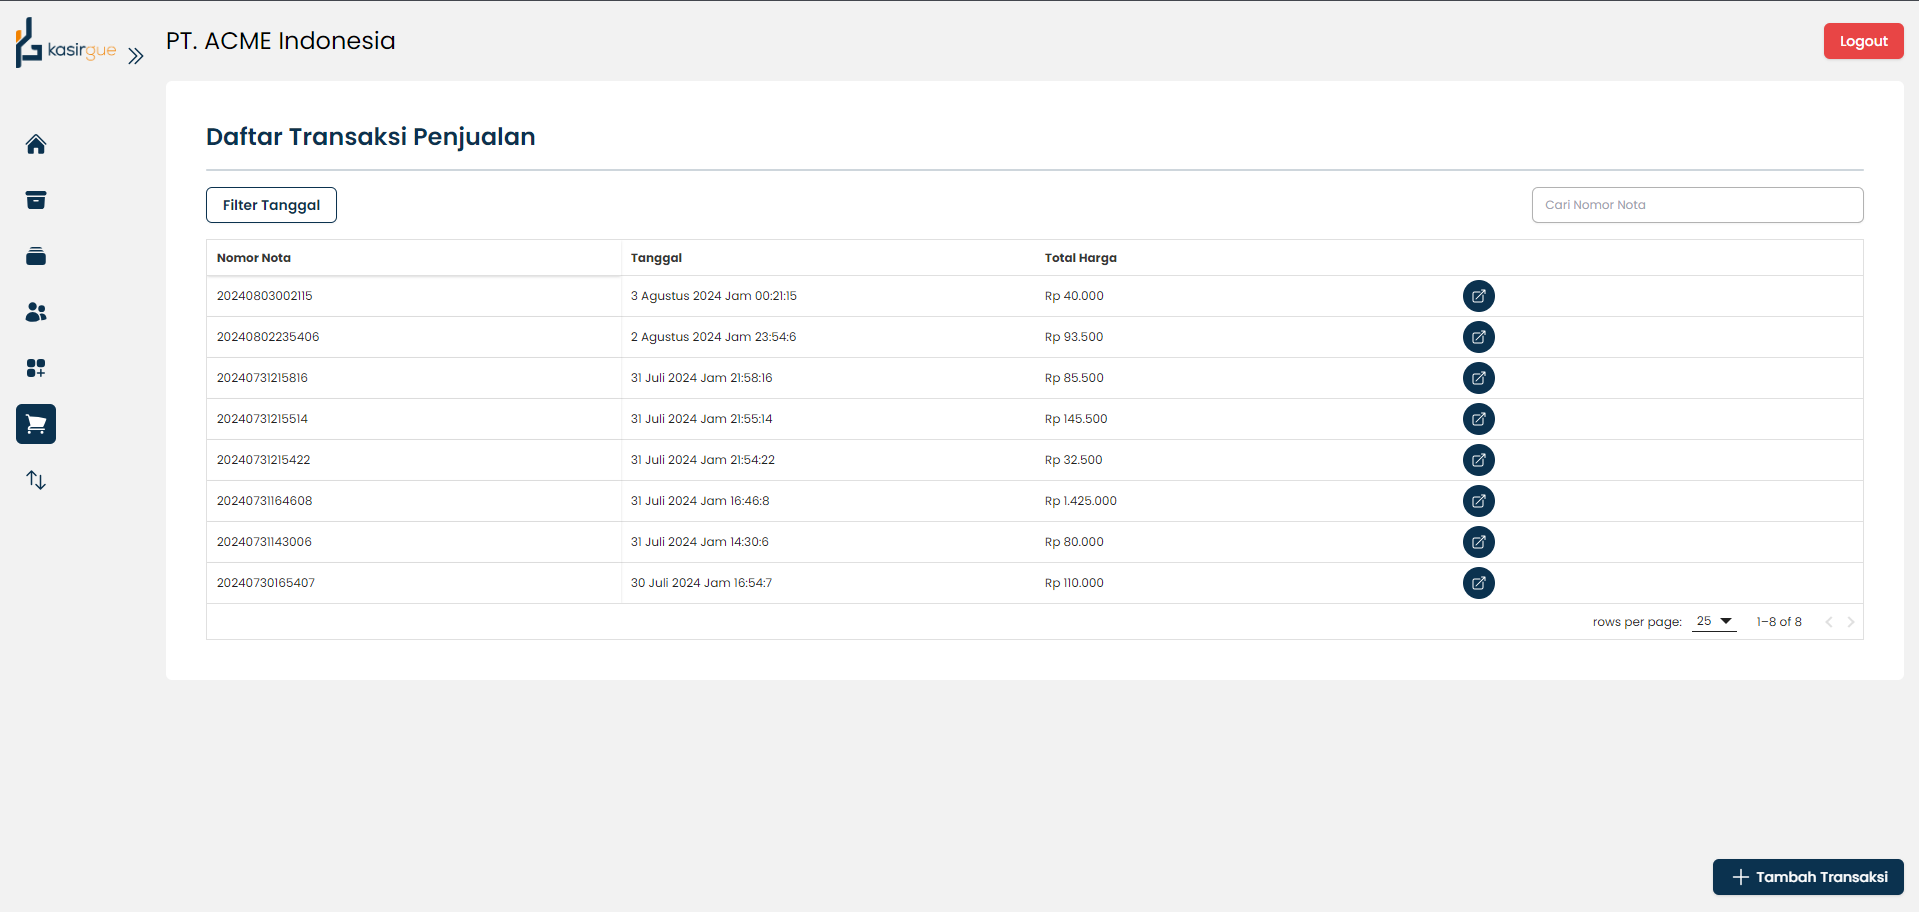 kasirgue
PT. ACME Indonesia
Logout
Daftar Transaksi Penjualan
Filter Tanggal
Cari Nomor Nota
Nomor Nota Tanggal Total Harga
20240803002115 3 Agustus 2024 Jam 00:21:15 Rp 40.000
20240802235406 2 Agustus 2024 Jam 23:54:6 Rp 93.500
20240731215816 31 Juli 2024 Jam 21:58:16 Rp 85.500
20240731215514 31 Juli 2024 Jam 21:55:14 Rp 145.500
20240731215422 31 Juli 2024 Jam 21:54:22 Rp 32.500
20240731164608 31 Juli 2024 Jam 16:46:8 Rp 1.425.000
20240731143006 31 Juli 2024 Jam 14:30:6 Rp 80.000
20240730165407 30 Juli 2024 Jam 16:54:7 Rp 110.000
rows per page: 25 1–8 of 8
Tambah Transaksi